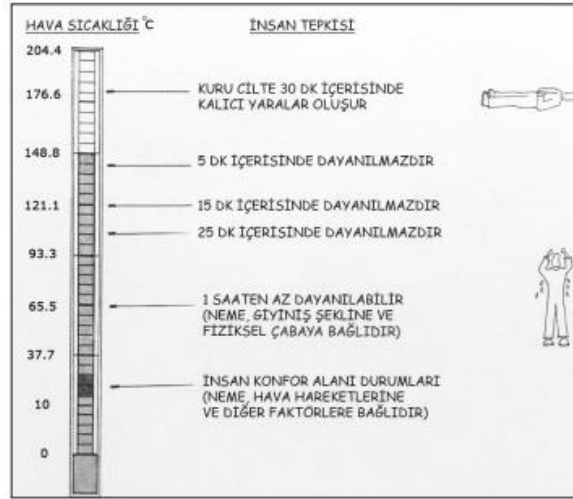 HAVA SICAKLIĞI °C
İNSAN TEPKİSİ
204.4
176.6
KURU CİLTE 30 DK İÇERİSİNDE
KALICI YARALAR OLUŞUR
148.8
5 DK İÇERİSİNDE DAYANILMAZDIR
121.1
15 DK İÇERİSİNDE DAYANILMAZDIR
25 DK İÇERİSİNDE DAYANILMAZDIR
93.3
65.5
1 SAATEN AZ DAYANILABİLİR
(NEME, GİYİNİŞ ŞEKLİNE VE
FİZİKSEL ÇABAYA BAĞLIDIR)
37.7
İNSAN KONFOR ALANI DURUMLARI
(NEME, HAVA HAREKETLERİNE
VE DİĞER FAKTÖRLERE BAĞLIDIR)
10
0